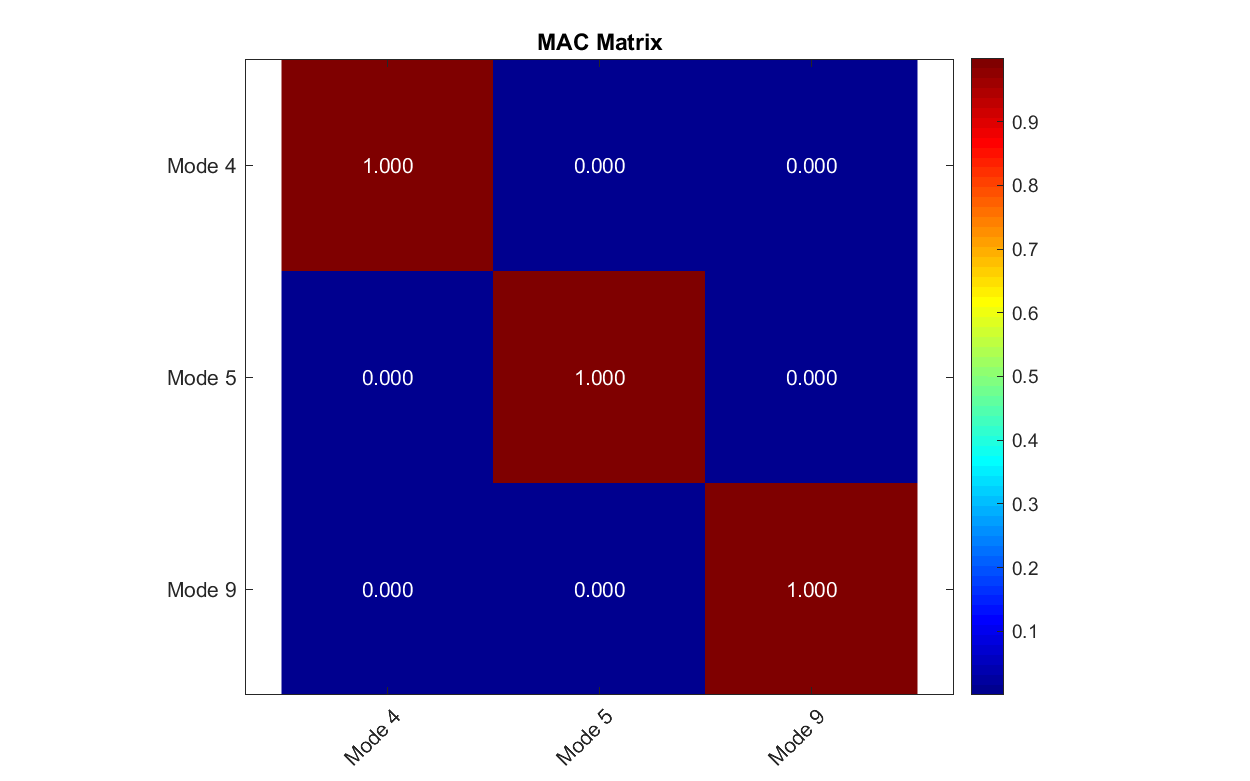 MAC Matrix
Mode 4
1.000 0.000 0.000
Mode 5
0.000 1.000 0.000
Mode 9
0.000 0.000 1.000
Mode 4 Mode 5 Mode 9
0.9
0.8
0.7
0.6
0.5
0.4
0.3
0.2
0.1